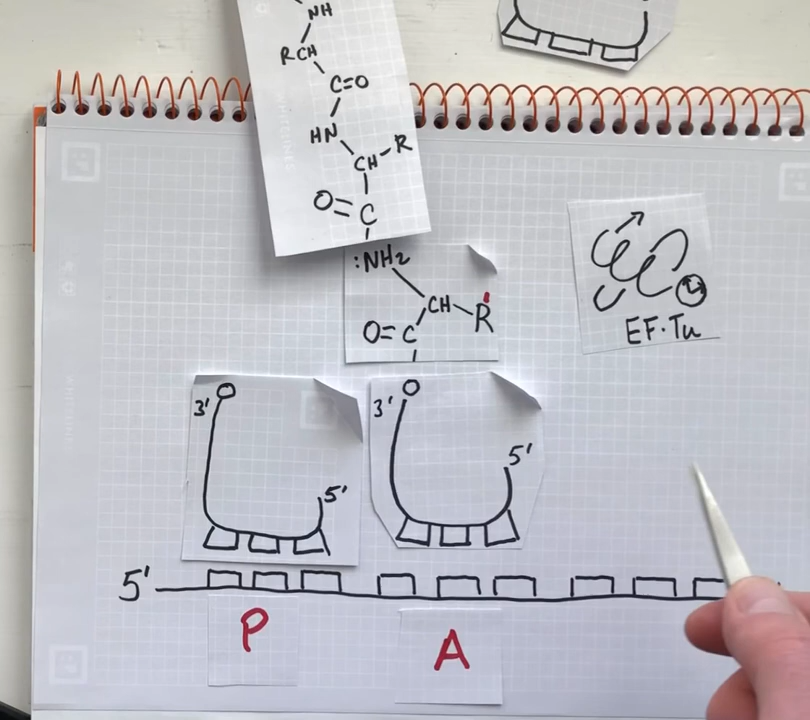 NH
RCH
C=O
HN
CH-R
O=C
:NH2
CH-R'
O=C
EF·Tu
3' O
3' O
5'
5'
5'
P
A